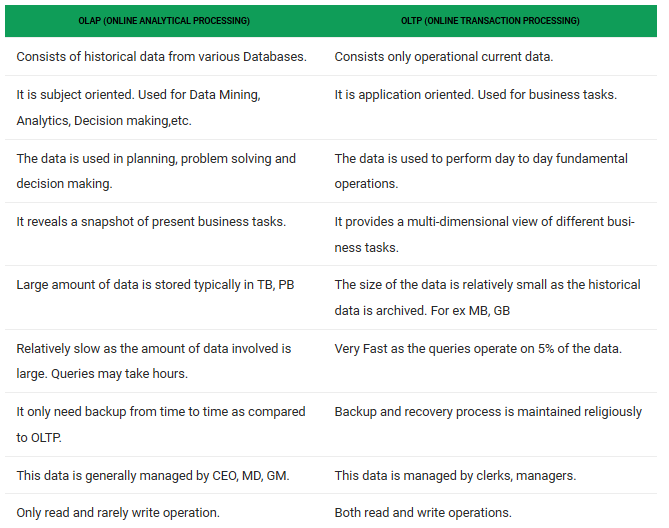 OLAP (ONLINE ANALYTICAL PROCESSING)
OLTP (ONLINE TRANSACTION PROCESSING)
Consists of historical data from various Databases.
Consists only operational current data.
It is subject oriented. Used for Data Mining,
Analytics, Decision making,etc.
It is application oriented. Used for business tasks.
The data is used in planning, problem solving and
decision making.
The data is used to perform day to day fundamental
operations.
It reveals a snapshot of present business tasks.
It provides a multi-dimensional view of different busi-
ness tasks.
Large amount of data is stored typically in TB, PB
The size of the data is relatively small as the historical
data is archived. For ex MB, GB
Relatively slow as the amount of data involved is
large. Queries may take hours.
Very Fast as the queries operate on 5% of the data.
It only need backup from time to time as compared
to OLTP.
Backup and recovery process is maintained religiously
This data is generally managed by CEO, MD, GM.
This data is managed by clerks, managers.
Only read and rarely write operation.
Both read and write operations.